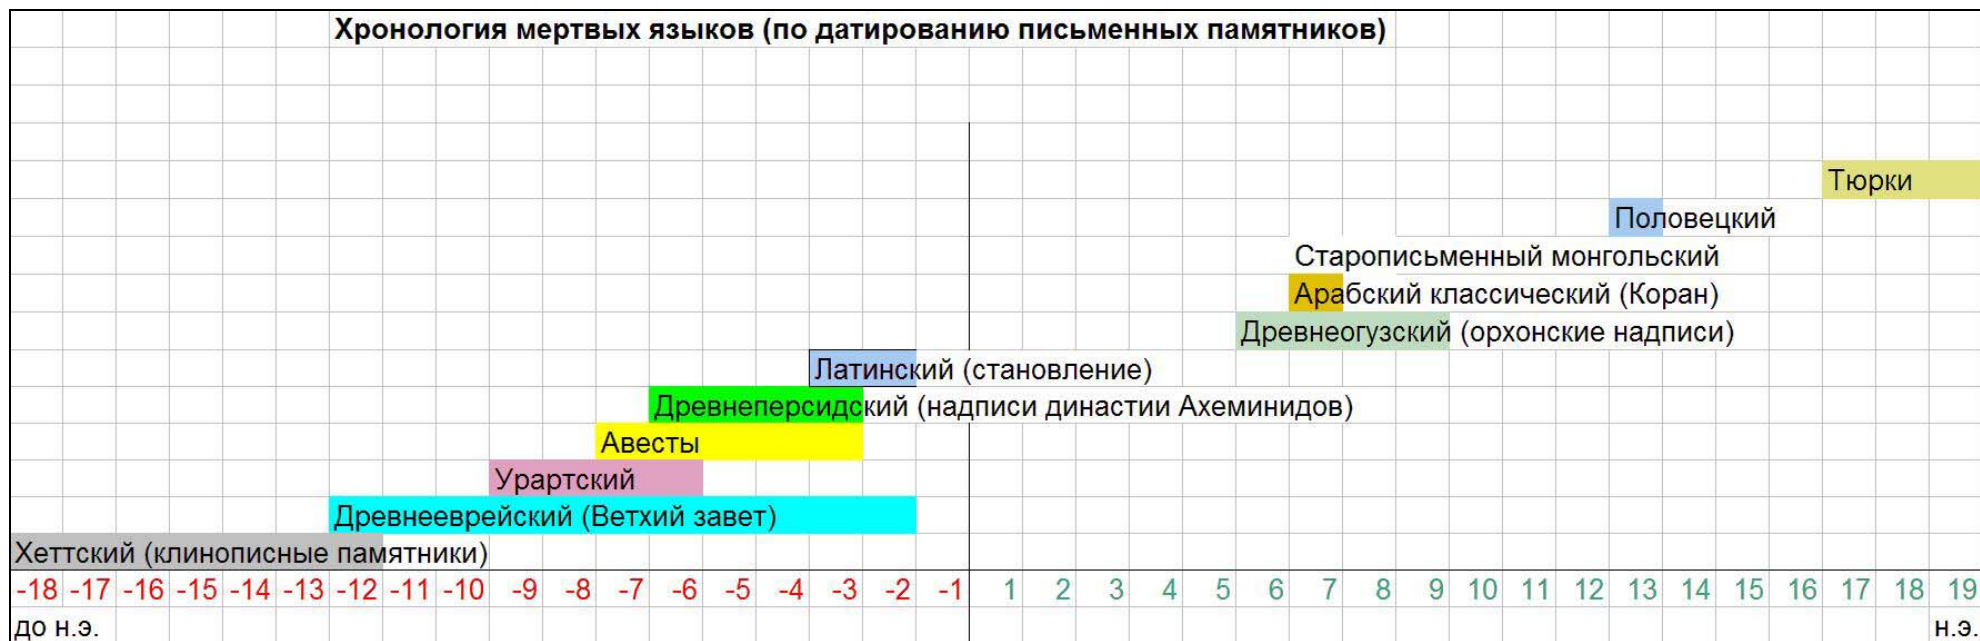 Хронология мертвых языков (по датированию письменных памятников)
Тюрки
Половецкий
Старописьменный монгольский
Арабский классический (Коран)
Древнеогузский (орхонские надписи)
Латинский (становление)
Древнеперсидский (надписи династии Ахеминидов)
Авесты
Урартский
Древнееврейский (Ветхий завет)
Хеттский (клинописные памятники)
-18 -17 -16 -15 -14 -13 -12 -11 -10 -9 -8 -7 -6 -5 -4 -3 -2 -1 1 2 3 4 5 6 7 8 9 10 11 12 13 14 15 16 17 18 19
до н.э. н.э.